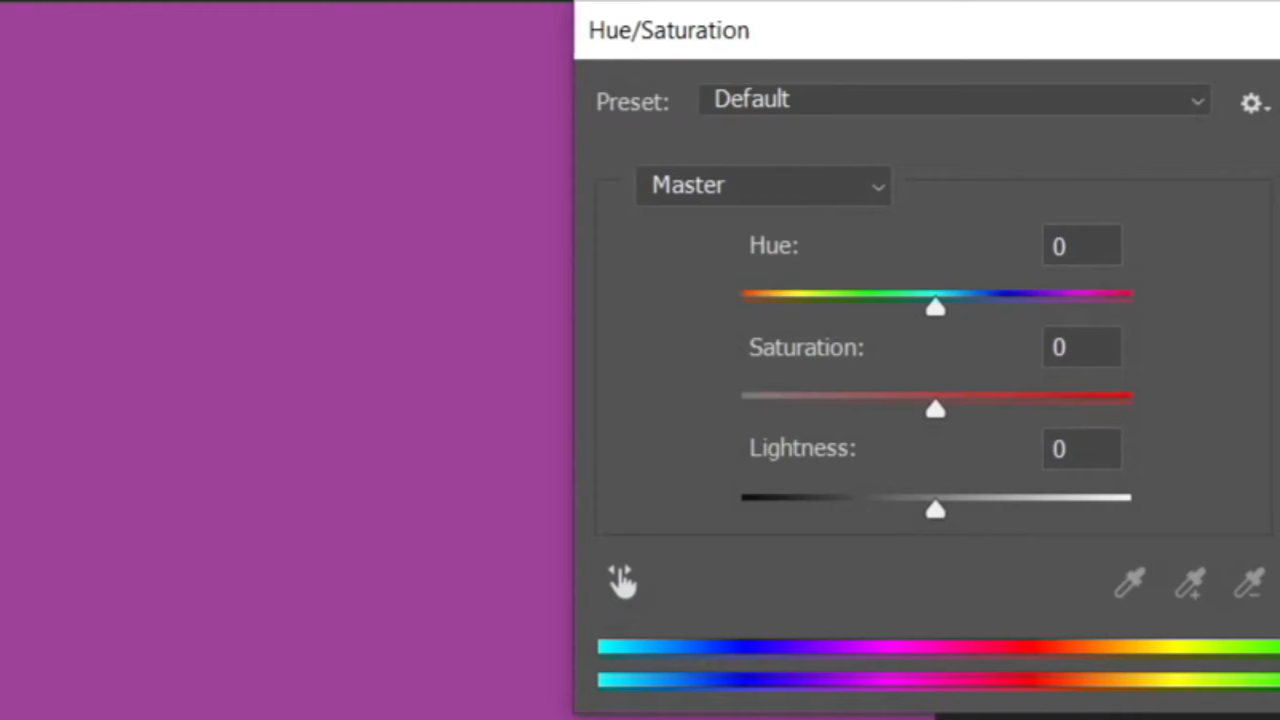 Hue/Saturation
Preset: Default
Master
Hue: 0
Saturation: 0
Lightness: 0